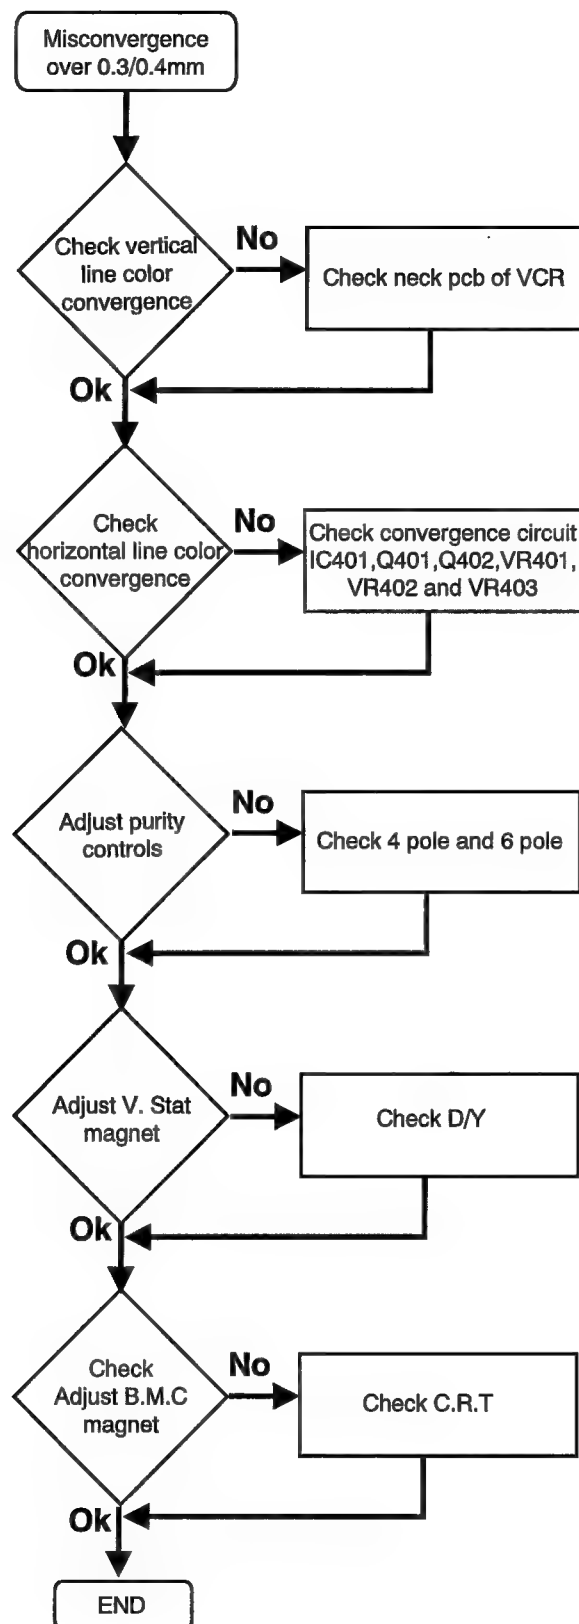 Misconvergence
over 0.3/0.4mm
Check vertical
line color
convergence
No
Check neck pcb of VCR
Ok
Check
horizontal line color
convergence
No
Check convergence circuit
IC401,Q401,Q402,VR401,
VR402 and VR403
Ok
Adjust purity
controls
No
Check 4 pole and 6 pole
Ok
Adjust V. Stat
magnet
No
Check D/Y
Ok
Check
Adjust B.M.C
magnet
No
Check C.R.T
Ok
END